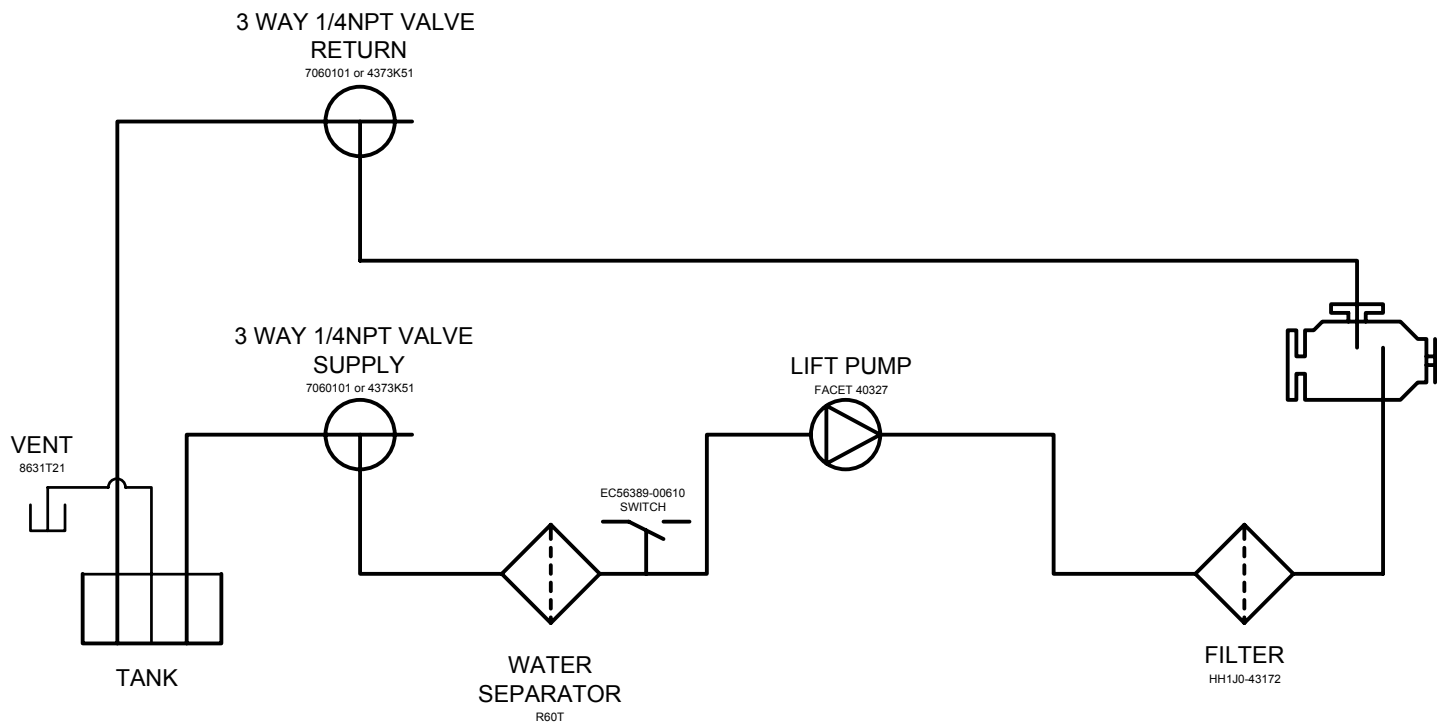 3 WAY 1/4NPT VALVE
RETURN
7060101 or 4373K51
3 WAY 1/4NPT VALVE
SUPPLY
7060101 or 4373K51
LIFT PUMP
FACET 40327
VENT
8631T21
EC56389-00610
SWITCH
TANK
WATER
SEPARATOR
R60T
FILTER
HH1J0-43172